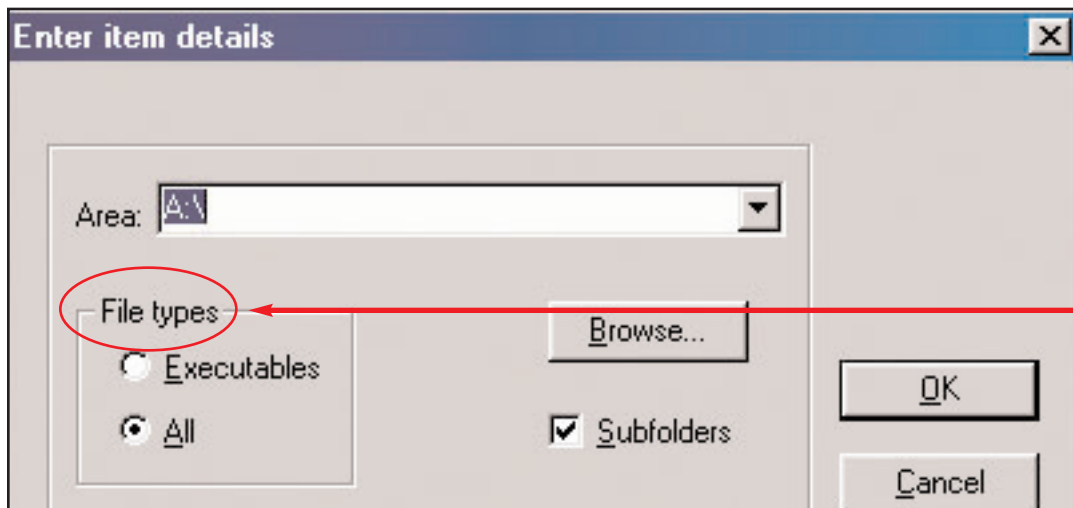 Enter item details
Area: A:\
File types
Browse...
Executables
OK
All
Subfolders
Cancel